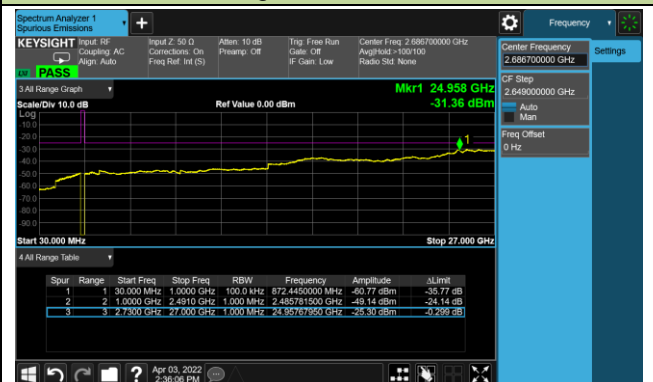 Spectrum Analyzer 1
Spurious Emissions
+
Frequency
KEYSIGHT Input: RF Input Z: 50 Ω Atten: 10 dB Trig: Free Run Center Freq: 2.686700000 GHz
Coupling: AC Corrections: On Preamp: Off Gate: Off Avg|Hold:>100/100
Align: Auto Freq Ref: Int (S) IF Gain: Low Radio Std: None
PASS
Center Frequency
2.686700000 GHz
Settings
CF Step
2.649000000 GHz
Auto
Man
Freq Offset
0 Hz
3 All Range Graph
Mkr1 24.958 GHz
Scale/Div 10.0 dB Ref Value 0.00 dBm -31.36 dBm
Log
-10.0
-20.0
-30.0
-40.0
-50.0
-60.0
-70.0
-80.0
-90.0
1
Start 30.000 MHz Stop 27.000 GHz
4 All Range Table
Spur Range Start Freq Stop Freq RBW Frequency Amplitude ΔLimit
1 1 30.000 MHz 1.0000 GHz 100.0 kHz 872.4450000 MHz -60.77 dBm -35.77 dB
2 2 1.0000 GHz 2.4910 GHz 1.000 MHz 2.485781500 GHz -49.14 dBm -24.14 dB
3 3 2.7300 GHz 27.000 GHz 1.000 MHz 24.95767950 GHz -25.30 dBm -0.299 dB
? Apr 03, 2022
2:36:06 PM